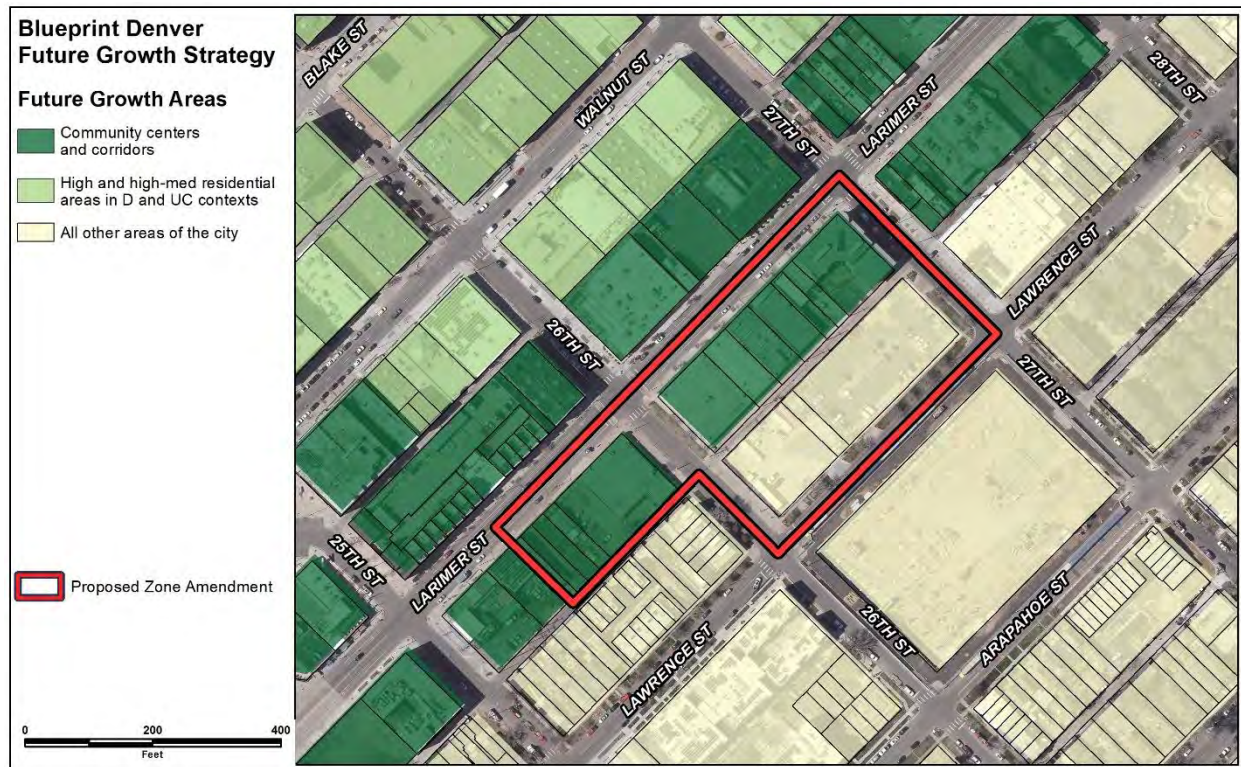 Blueprint Denver
Future Growth Strategy
Future Growth Areas
Community centers
and corridors
High and high-med residential
areas in D and UC contexts
All other areas of the city
Proposed Zone Amendment
0 200 400
Feet
BLAKE ST
WALNUT ST
27TH ST
LARIMER ST
28TH ST
LAWRENCE ST
26TH ST
27TH ST
25TH ST
LARIMER ST
LAWRENCE ST
26TH ST
ARAPAHOE ST